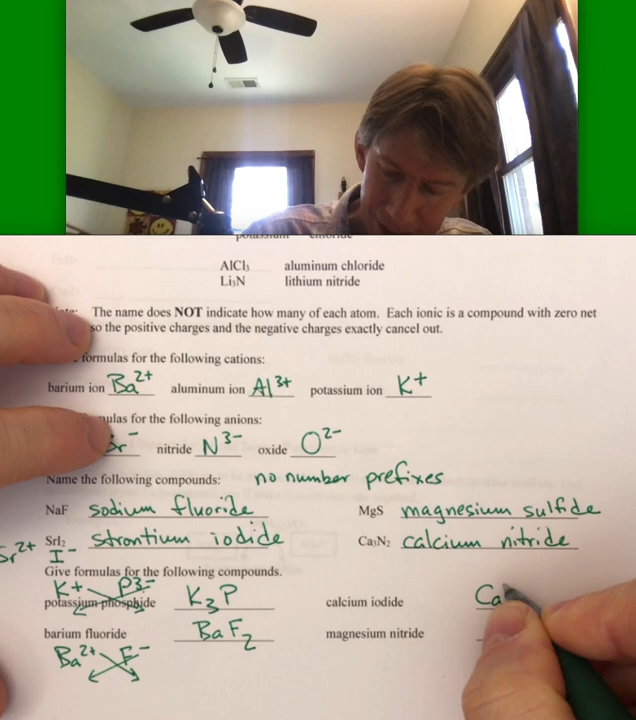 AlCl₃ aluminum chloride
Li₃N lithium nitride
The name does NOT indicate how many of each atom. Each ionic is a compound with zero net
so the positive charges and the negative charges exactly cancel out.
formulas for the following cations:
barium ion Ba²⁺ aluminum ion Al³⁺ potassium ion K⁺
for the following anions:
nitride N³⁻ oxide O²⁻
Name the following compounds: no number prefixes
NaF sodium fluoride MgS magnesium sulfide
SrI₂ strontium iodide Ca₃N₂ calcium nitride
Sr²⁺ I⁻
Give formulas for the following compounds.
K⁺ P³⁻
potassium phosphide K₃P calcium iodide Ca
barium fluoride BaF₂ magnesium nitride
Ba²⁺ F⁻